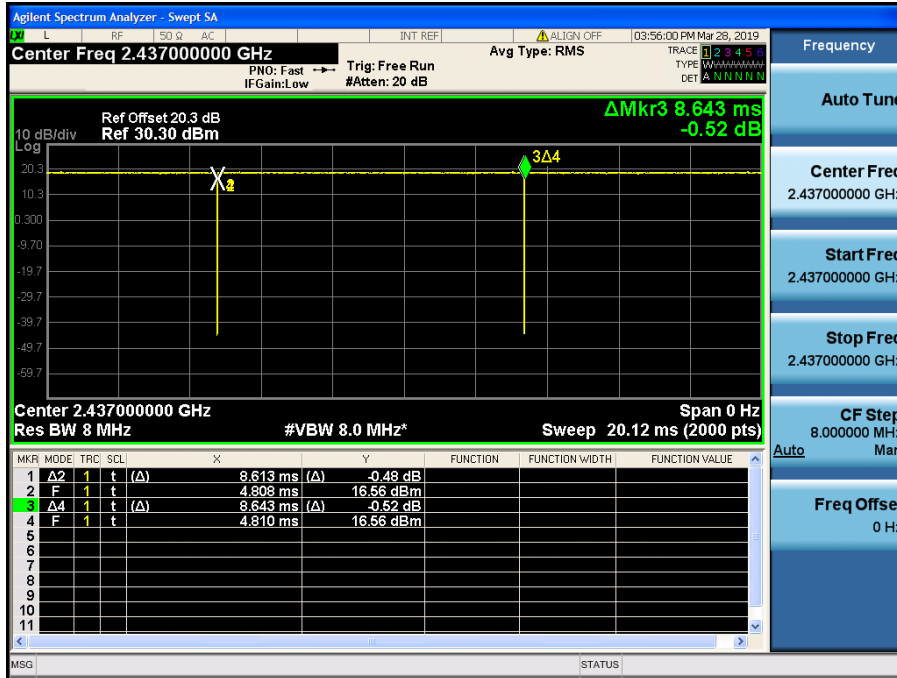 Agilent Spectrum Analyzer - Swept SA
LXI L RF 50 Ω AC INT REF ALIGN OFF 03:56:00 PM Mar 28, 2019
Center Freq 2.437000000 GHz
PNO: Fast
IFGain:Low
Trig: Free Run
#Atten: 20 dB
Avg Type: RMS
TRACE 1 2 3 4 5 6
TYPE WWWWWW
DET A N N N N N
Ref Offset 20.3 dB
10 dB/div Ref 30.30 dBm
Log
ΔMkr3 8.643 ms
-0.52 dB
3Δ4
20.3
10.3
0.300
-9.70
-19.7
-29.7
-39.7
-49.7
-59.7
Center 2.437000000 GHz Span 0 Hz
Res BW 8 MHz #VBW 8.0 MHz* Sweep 20.12 ms (2000 pts)
MKR MODE TRC SCL X Y FUNCTION FUNCTION WIDTH FUNCTION VALUE
1 Δ2 1 t (Δ) 8.613 ms (Δ) -0.48 dB
2 F 1 t 4.808 ms 16.56 dBm
3 Δ4 1 t (Δ) 8.643 ms (Δ) -0.52 dB
4 F 1 t 4.810 ms 16.56 dBm
5
6
7
8
9
10
11
MSG STATUS
Frequency
Auto Tune
Center Freq
2.437000000 GHz
Start Freq
2.437000000 GHz
Stop Freq
2.437000000 GHz
CF Step
8.000000 MHz
Auto Man
Freq Offset
0 Hz